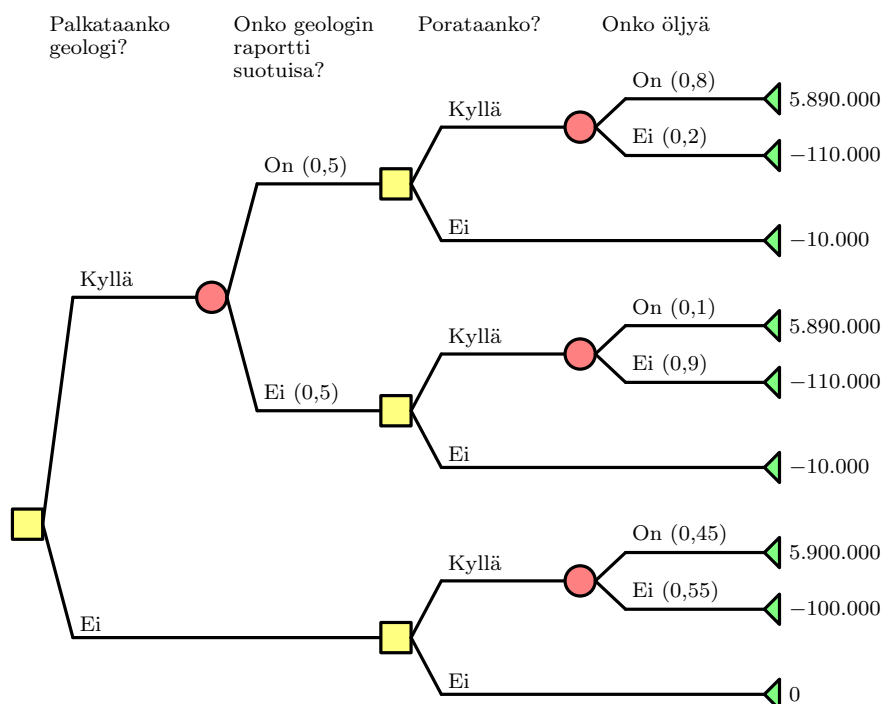 Palkataanko
geologi?
Onko geologin
raportti
suotuisa?
Porataanko?
Onko öljyä
On (0,8)
5.890.000
Kyllä
Ei (0,2)
−110.000
On (0,5)
Ei
−10.000
Kyllä
On (0,1)
5.890.000
Kyllä
Ei (0,9)
−110.000
Ei (0,5)
Ei
−10.000
On (0,45)
5.900.000
Kyllä
Ei (0,55)
−100.000
Ei
Ei
0